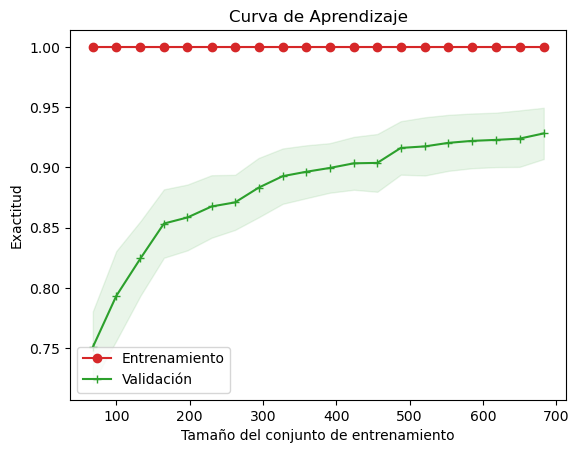 Curva de Aprendizaje
1.00
0.95
0.90
0.85
0.80
0.75
Exactitud
Entrenamiento
Validación
100 200 300 400 500 600 700
Tamaño del conjunto de entrenamiento